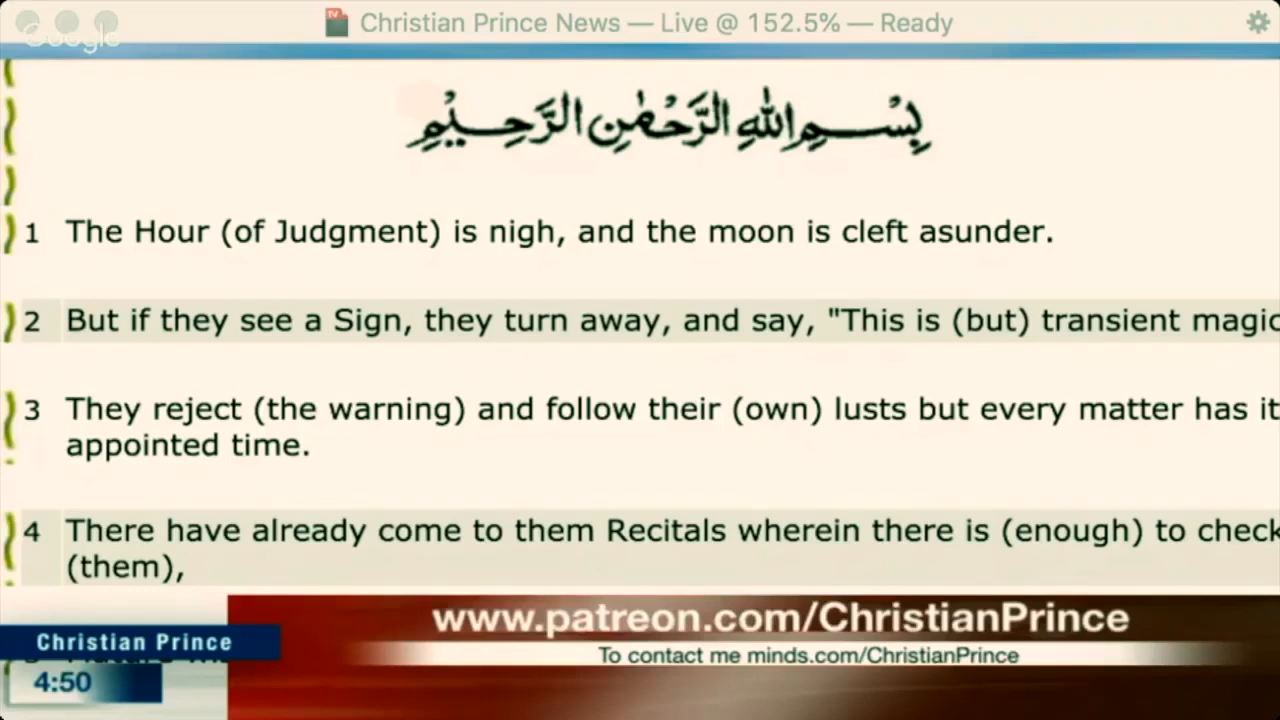 Google
Christian Prince News — Live @ 152.5% — Ready
بِسْمِ اللهِ الرَّحْمٰنِ الرَّحِيْمِ
1 The Hour (of Judgment) is nigh, and the moon is cleft asunder.
2 But if they see a Sign, they turn away, and say, "This is (but) transient magic
3 They reject (the warning) and follow their (own) lusts but every matter has it
appointed time.
4 There have already come to them Recitals wherein there is (enough) to check
(them),
www.patreon.com/ChristianPrince
Christian Prince
To contact me minds.com/ChristianPrince
4:50